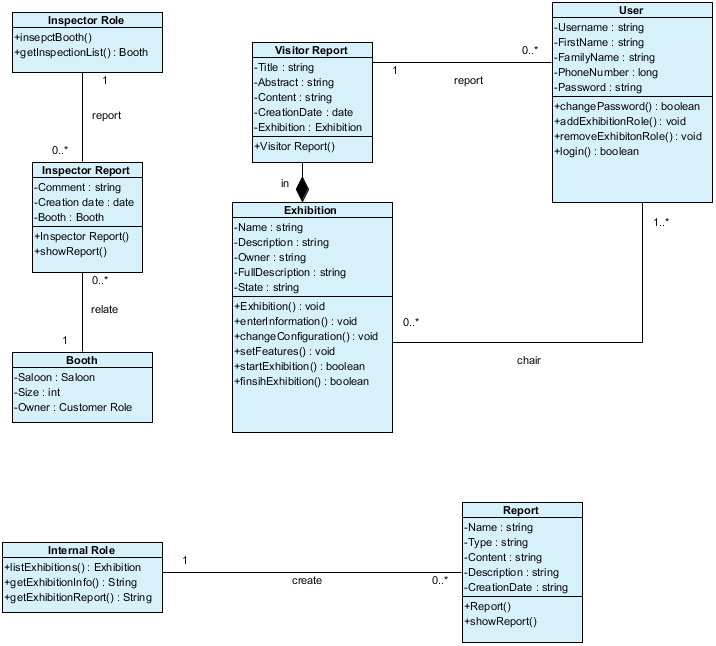 Inspector Role
+insepctBooth()
+getInspectionList() : Booth
1
report
0..*
Inspector Report
-Comment : string
-Creation date : date
-Booth : Booth
+Inspector Report()
+showReport()
0..*
relate
1
Booth
-Saloon : Saloon
-Size : int
-Owner : Customer Role
Visitor Report
-Title : string
-Abstract : string
-Content : string
-CreationDate : date
-Exhibition : Exhibition
+Visitor Report()
1
report
0..*
User
-Username : string
-FirstName : string
-FamilyName : string
-PhoneNumber : long
-Password : string
+changePassword() : boolean
+addExhibitionRole() : void
+removeExhibitonRole() : void
+login() : boolean
in
Exhibition
-Name : string
-Description : string
-Owner : string
-FullDescription : string
-State : string
+Exhibition() : void
+enterInformation() : void
+changeConfiguration() : void
+setFeatures() : void
+startExhibition() : boolean
+finsihExhibition() : boolean
0..*
chair
1..*
Internal Role
+listExhibitions() : Exhibition
+getExhibitionInfo() : String
+getExhibitionReport() : String
1
create
0..*
Report
-Name : string
-Type : string
-Content : string
-Description : string
-CreationDate : string
+Report()
+showReport()